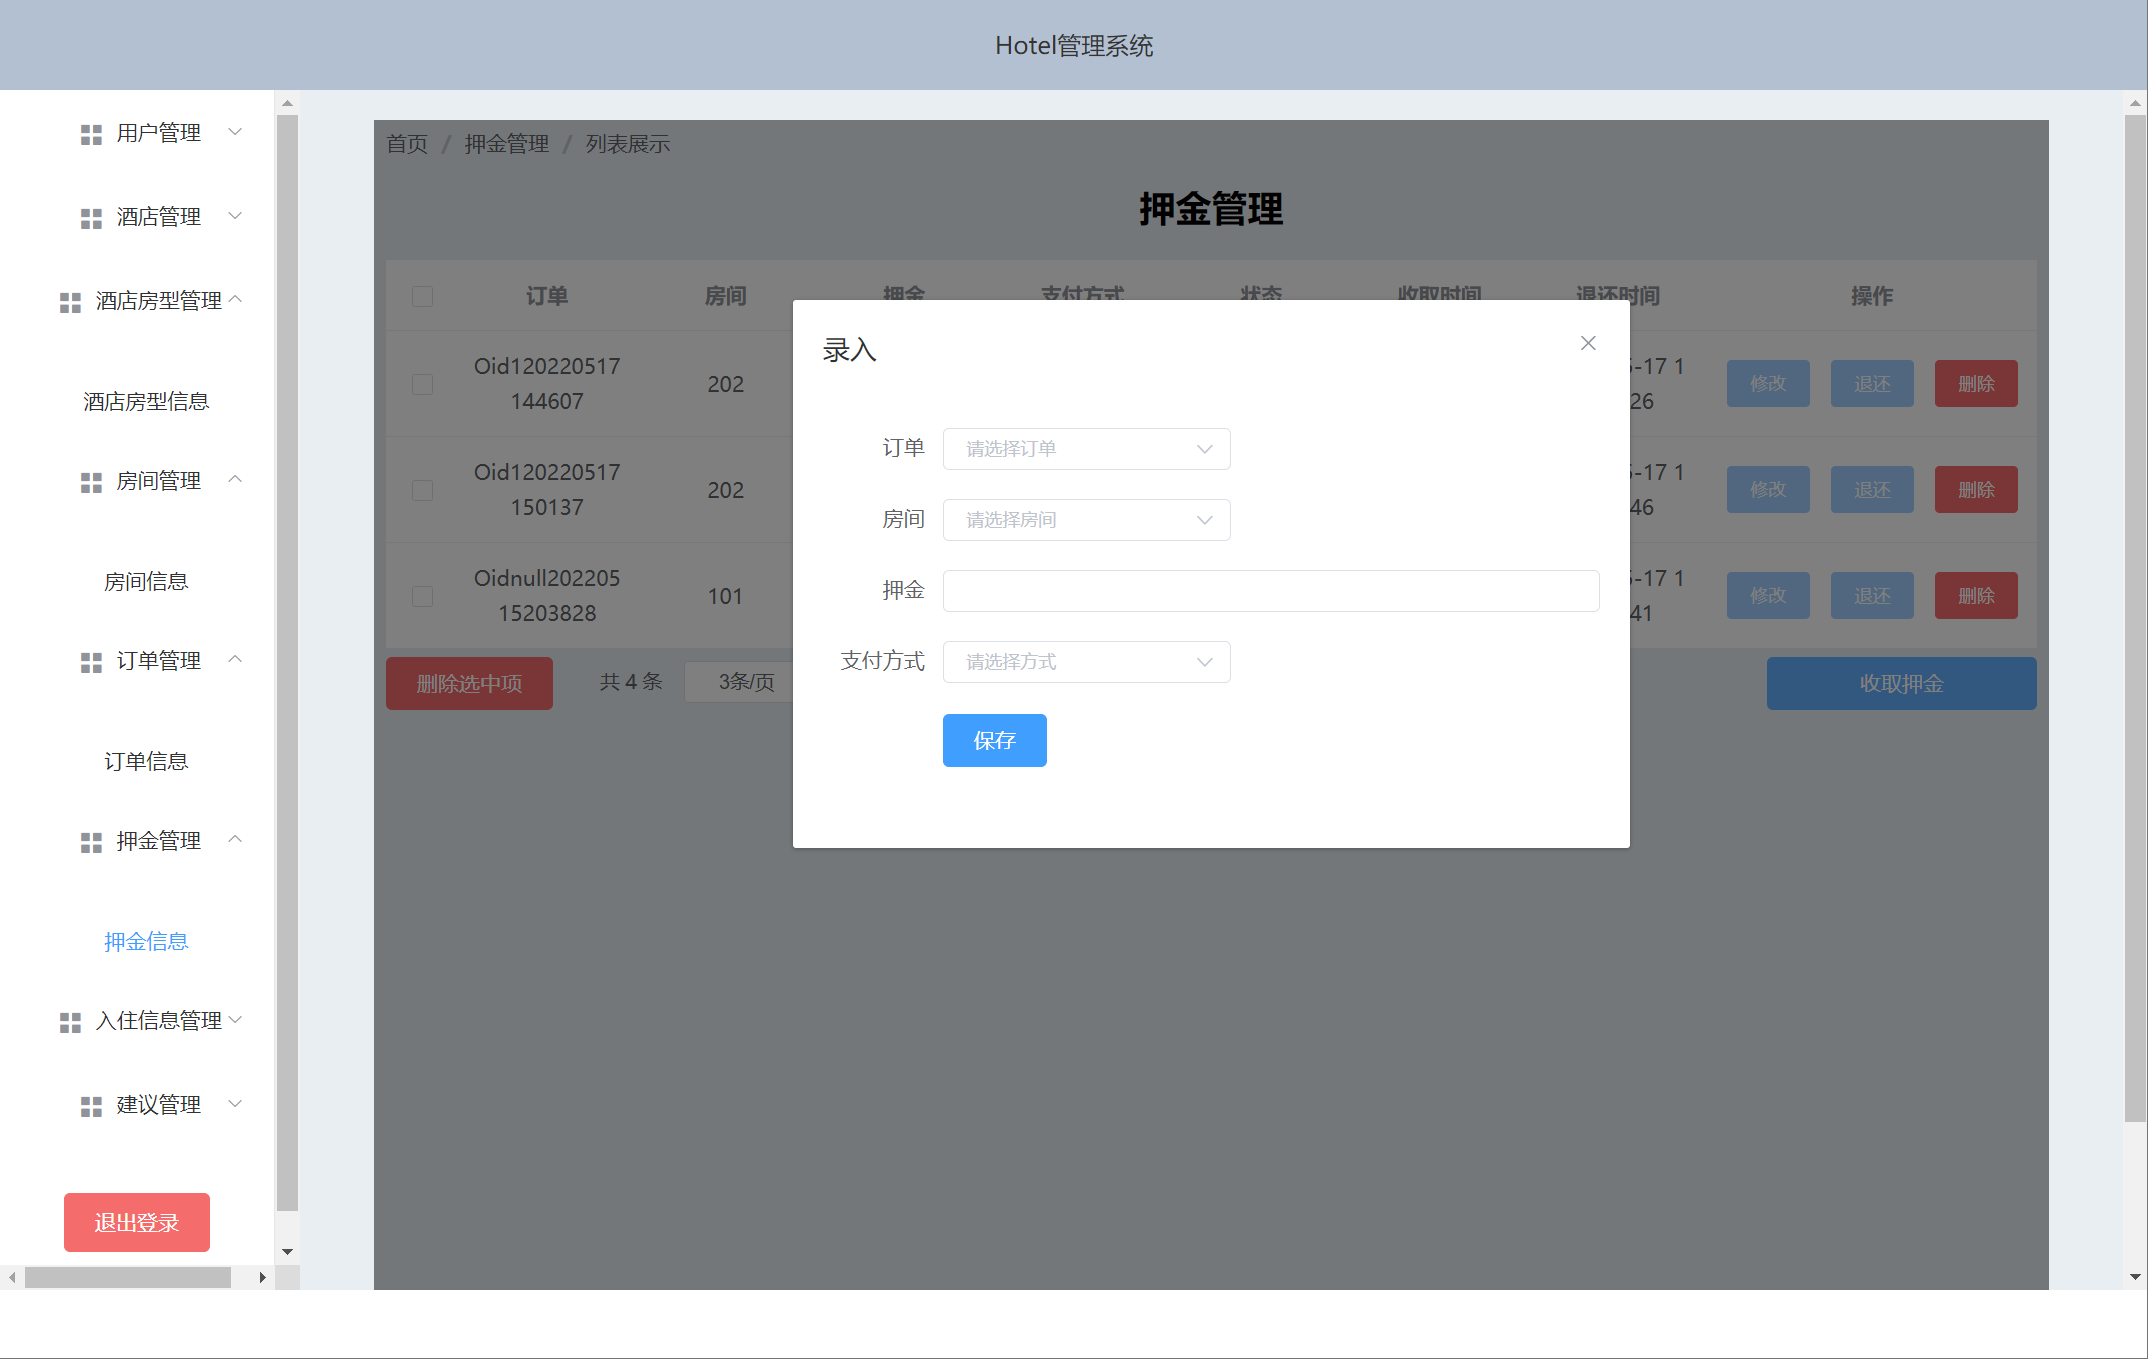 Hotel管理系统
用户管理
酒店管理
酒店房型管理
酒店房型信息
房间管理
房间信息
订单管理
订单信息
押金管理
押金信息
入住信息管理
建议管理
退出登录
首页 / 押金管理 / 列表展示
押金管理
订单 房间 押金 支付方式 状态 收取时间 退还时间 操作
Oid120220517
144607
202
-17 1
26
修改 退还 删除
Oid120220517
150137
202
-17 1
46
修改 退还 删除
Oidnull202205
15203828
101
-17 1
41
修改 退还 删除
删除选中项 共 4 条 3条/页 收取押金
录入
订单 请选择订单
房间 请选择房间
押金
支付方式 请选择方式
保存